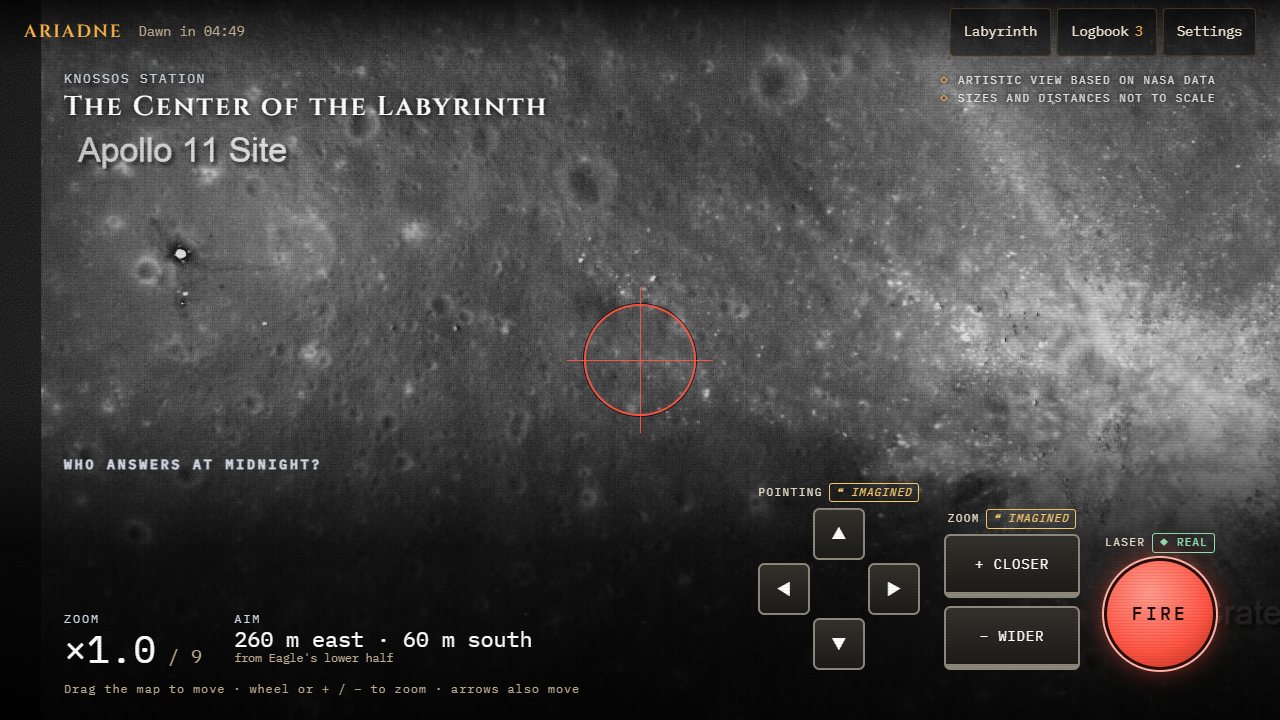 ARIADNE Dawn in 04:49 Labyrinth Logbook 3 Settings
KNOSSOS STATION
THE CENTER OF THE LABYRINTH
Apollo 11 Site
◇ ARTISTIC VIEW BASED ON NASA DATA
◇ SIZES AND DISTANCES NOT TO SCALE
WHO ANSWERS AT MIDNIGHT?
POINTING ❝ IMAGINED
ZOOM ❝ IMAGINED
LASER ◆ REAL
▲
◀ ▶
▼
+ CLOSER
− WIDER
FIRE
ZOOM
×1.0 / 9
AIM
260 m east · 60 m south
from Eagle's lower half
Drag the map to move · wheel or + / − to zoom · arrows also move